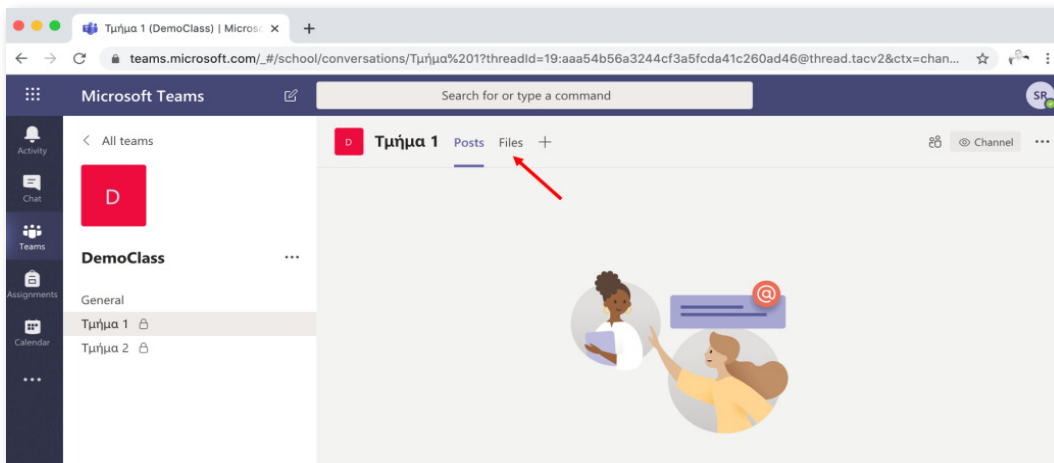 Τμήμα 1 (DemoClass) | Micros
teams.microsoft.com/_#/school/conversations/Τμήμα%201?threadId=19:aaa54b56a3244cf3a5fcda41c260ad46@thread.tacv2&ctx=chan...
Microsoft Teams
Search for or type a command
SR
Activity
Chat
Teams
Assignments
Calendar
All teams
D
DemoClass
General
Τμήμα 1
Τμήμα 2
D
Τμήμα 1 Posts Files
Channel
@